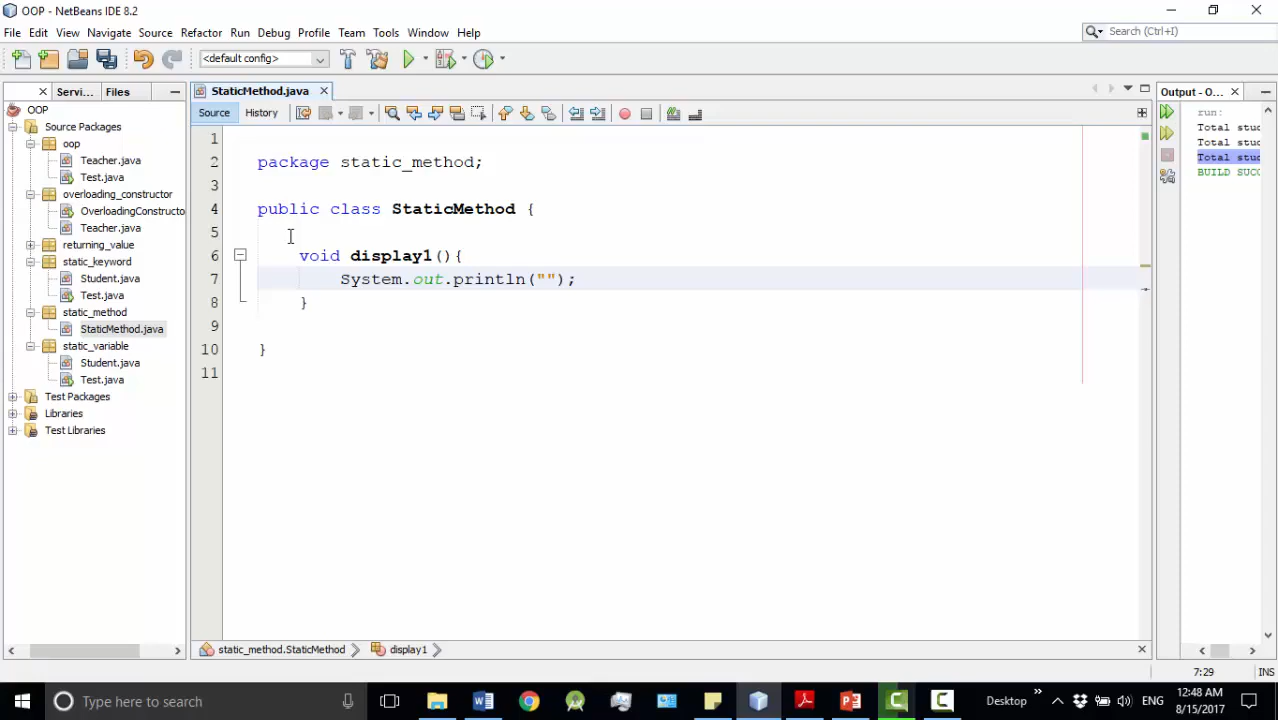 OOP - NetBeans IDE 8.2
File Edit View Navigate Source Refactor Run Debug Profile Team Tools Window Help
Search (Ctrl+I)
<default config>
Servi... Files
StaticMethod.java
Output - O...
Source History
OOP
Source Packages
oop
Teacher.java
Test.java
overloading_constructor
OverloadingConstructo
Teacher.java
returning_value
static_keyword
Student.java
Test.java
static_method
StaticMethod.java
static_variable
Student.java
Test.java
Test Packages
Libraries
Test Libraries
1
2 package static_method;
3
4 public class StaticMethod {
5
6 void display1(){
7 System.out.println("");
8 }
9
10 }
11
run:
Total stud
Total stud
Total stud
BUILD SUCC
static_method.StaticMethod display1
7:29 INS
Type here to search
Desktop
ENG
12:48 AM
8/15/2017